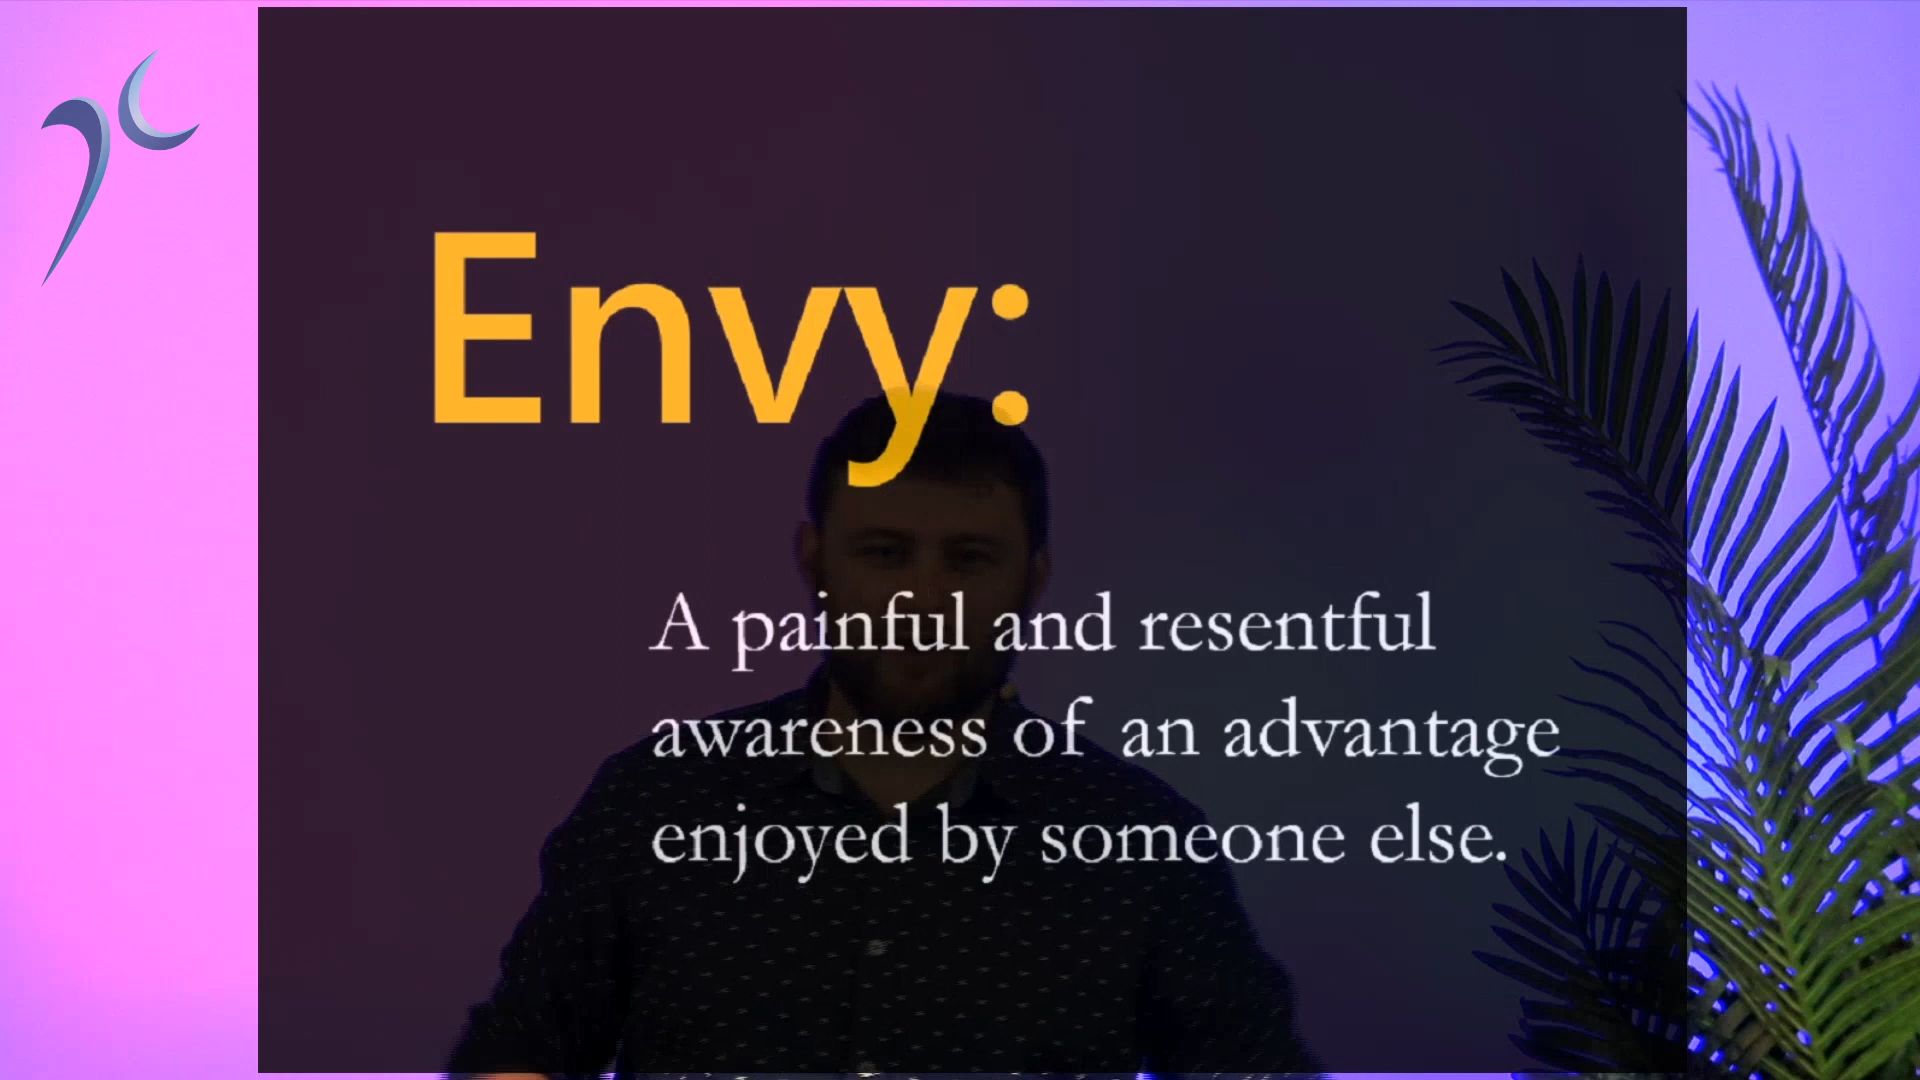 Envy:
A painful and resentful
awareness of an advantage
enjoyed by someone else.